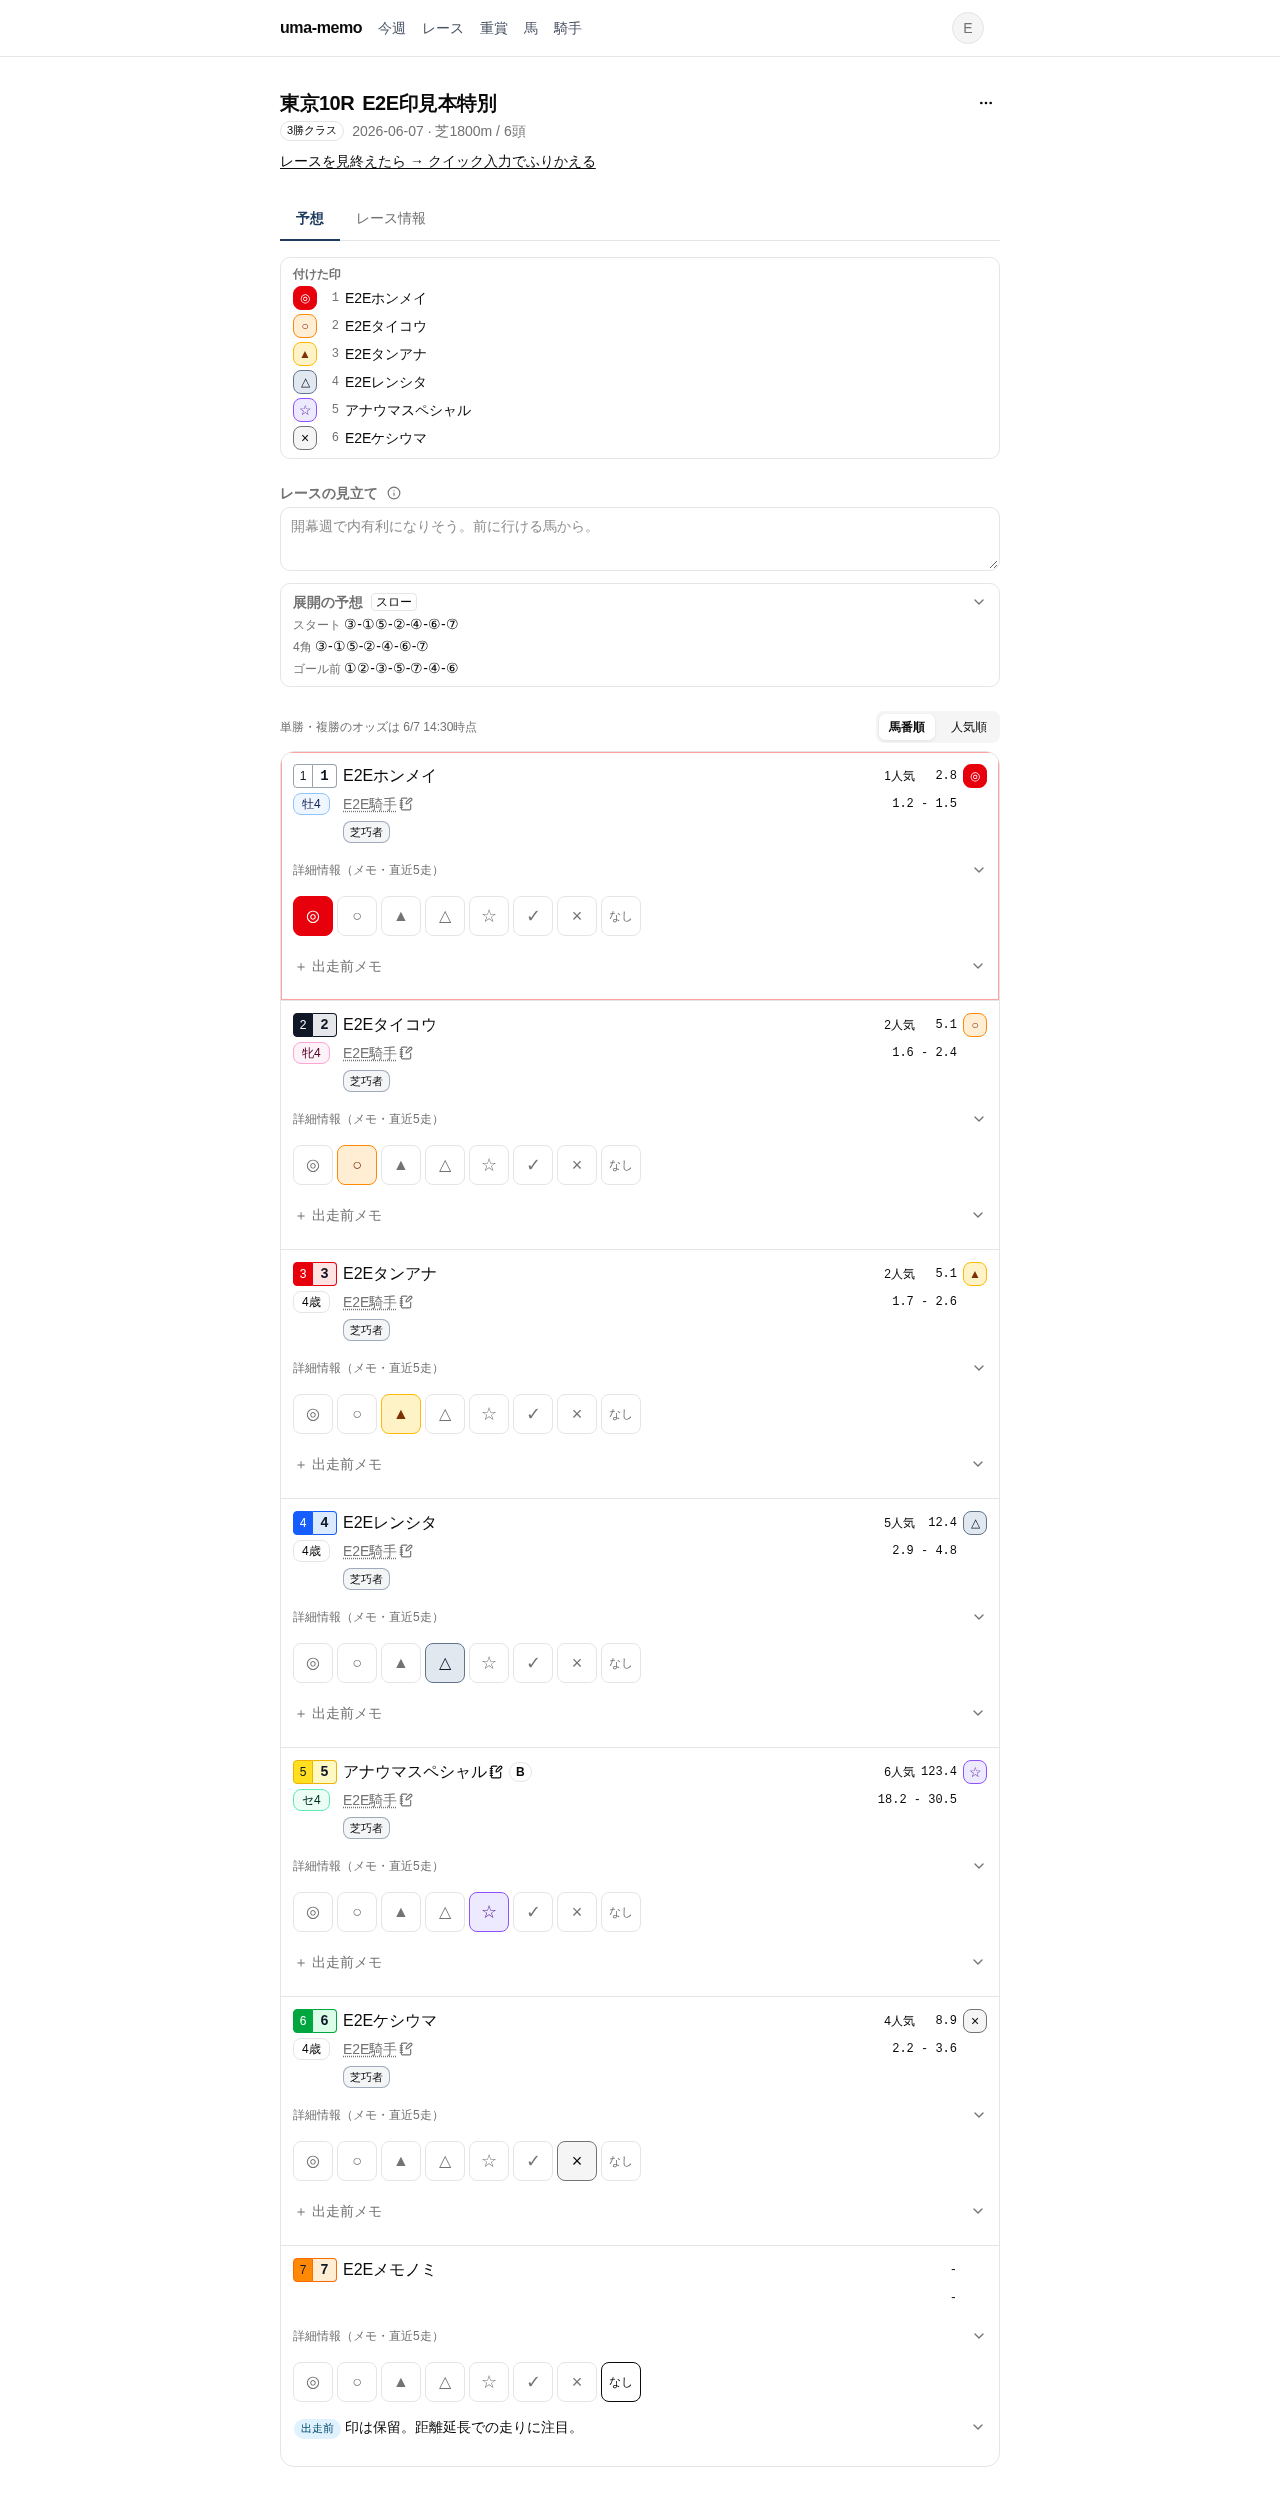 uma-memo 今週 レース 重賞 馬 騎手 E
東京10R E2E印見本特別 …
3勝クラス 2026-06-07 · 芝1800m / 6頭
レースを見終えたら → クイック入力でふりかえる
予想 レース情報
付けた印
◎ 1 E2Eホンメイ
○ 2 E2Eタイコウ
▲ 3 E2Eタンアナ
△ 4 E2Eレンシタ
☆ 5 アナウマスペシャル
× 6 E2Eケシウマ
レースの見立て
開幕週で内有利になりそう。前に行ける馬から。
展開の予想 スロー
スタート ③-①⑤-②-④-⑥-⑦
4角 ③-①⑤-②-④-⑥-⑦
ゴール前 ①②-③-⑤-⑦-④-⑥
単勝・複勝のオッズは 6/7 14:30時点 馬番順 人気順
1 1 E2Eホンメイ 1人気 2.8 ◎
牡4 E2E騎手 1.2 - 1.5
芝巧者
詳細情報（メモ・直近5走）
◎ ○ ▲ △ ☆ ✓ × なし
＋ 出走前メモ
2 2 E2Eタイコウ 2人気 5.1 ○
牝4 E2E騎手 1.6 - 2.4
芝巧者
詳細情報（メモ・直近5走）
◎ ○ ▲ △ ☆ ✓ × なし
＋ 出走前メモ
3 3 E2Eタンアナ 2人気 5.1 ▲
4歳 E2E騎手 1.7 - 2.6
芝巧者
詳細情報（メモ・直近5走）
◎ ○ ▲ △ ☆ ✓ × なし
＋ 出走前メモ
4 4 E2Eレンシタ 5人気 12.4 △
4歳 E2E騎手 2.9 - 4.8
芝巧者
詳細情報（メモ・直近5走）
◎ ○ ▲ △ ☆ ✓ × なし
＋ 出走前メモ
5 5 アナウマスペシャル B 6人気 123.4 ☆
セ4 E2E騎手 18.2 - 30.5
芝巧者
詳細情報（メモ・直近5走）
◎ ○ ▲ △ ☆ ✓ × なし
＋ 出走前メモ
6 6 E2Eケシウマ 4人気 8.9 ×
4歳 E2E騎手 2.2 - 3.6
芝巧者
詳細情報（メモ・直近5走）
◎ ○ ▲ △ ☆ ✓ × なし
＋ 出走前メモ
7 7 E2Eメモノミ -
-
詳細情報（メモ・直近5走）
◎ ○ ▲ △ ☆ ✓ × なし
出走前 印は保留。距離延長での走りに注目。